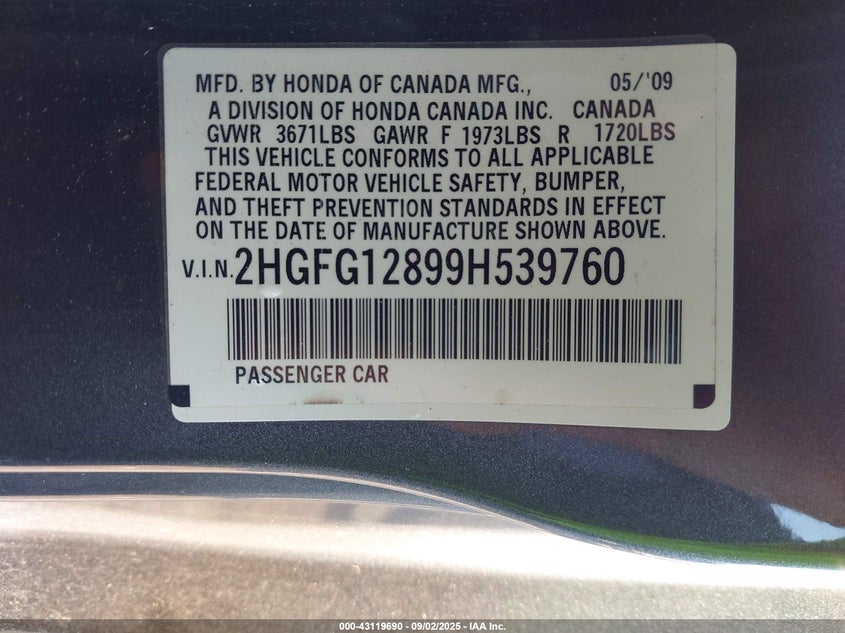 MFD. BY HONDA OF CANADA MFG., 05/'09
A DIVISION OF HONDA CANADA INC. CANADA
GVWR 3671LBS GAWR F 1973LBS R 1720LBS
THIS VEHICLE CONFORMS TO ALL APPLICABLE
FEDERAL MOTOR VEHICLE SAFETY, BUMPER,
AND THEFT PREVENTION STANDARDS IN EFFECT
ON THE DATE OF MANUFACTURE SHOWN ABOVE.
V.I.N. 2HGFG12899H539760
PASSENGER CAR
000-43119690 - 09/02/2025 - IAA Inc.